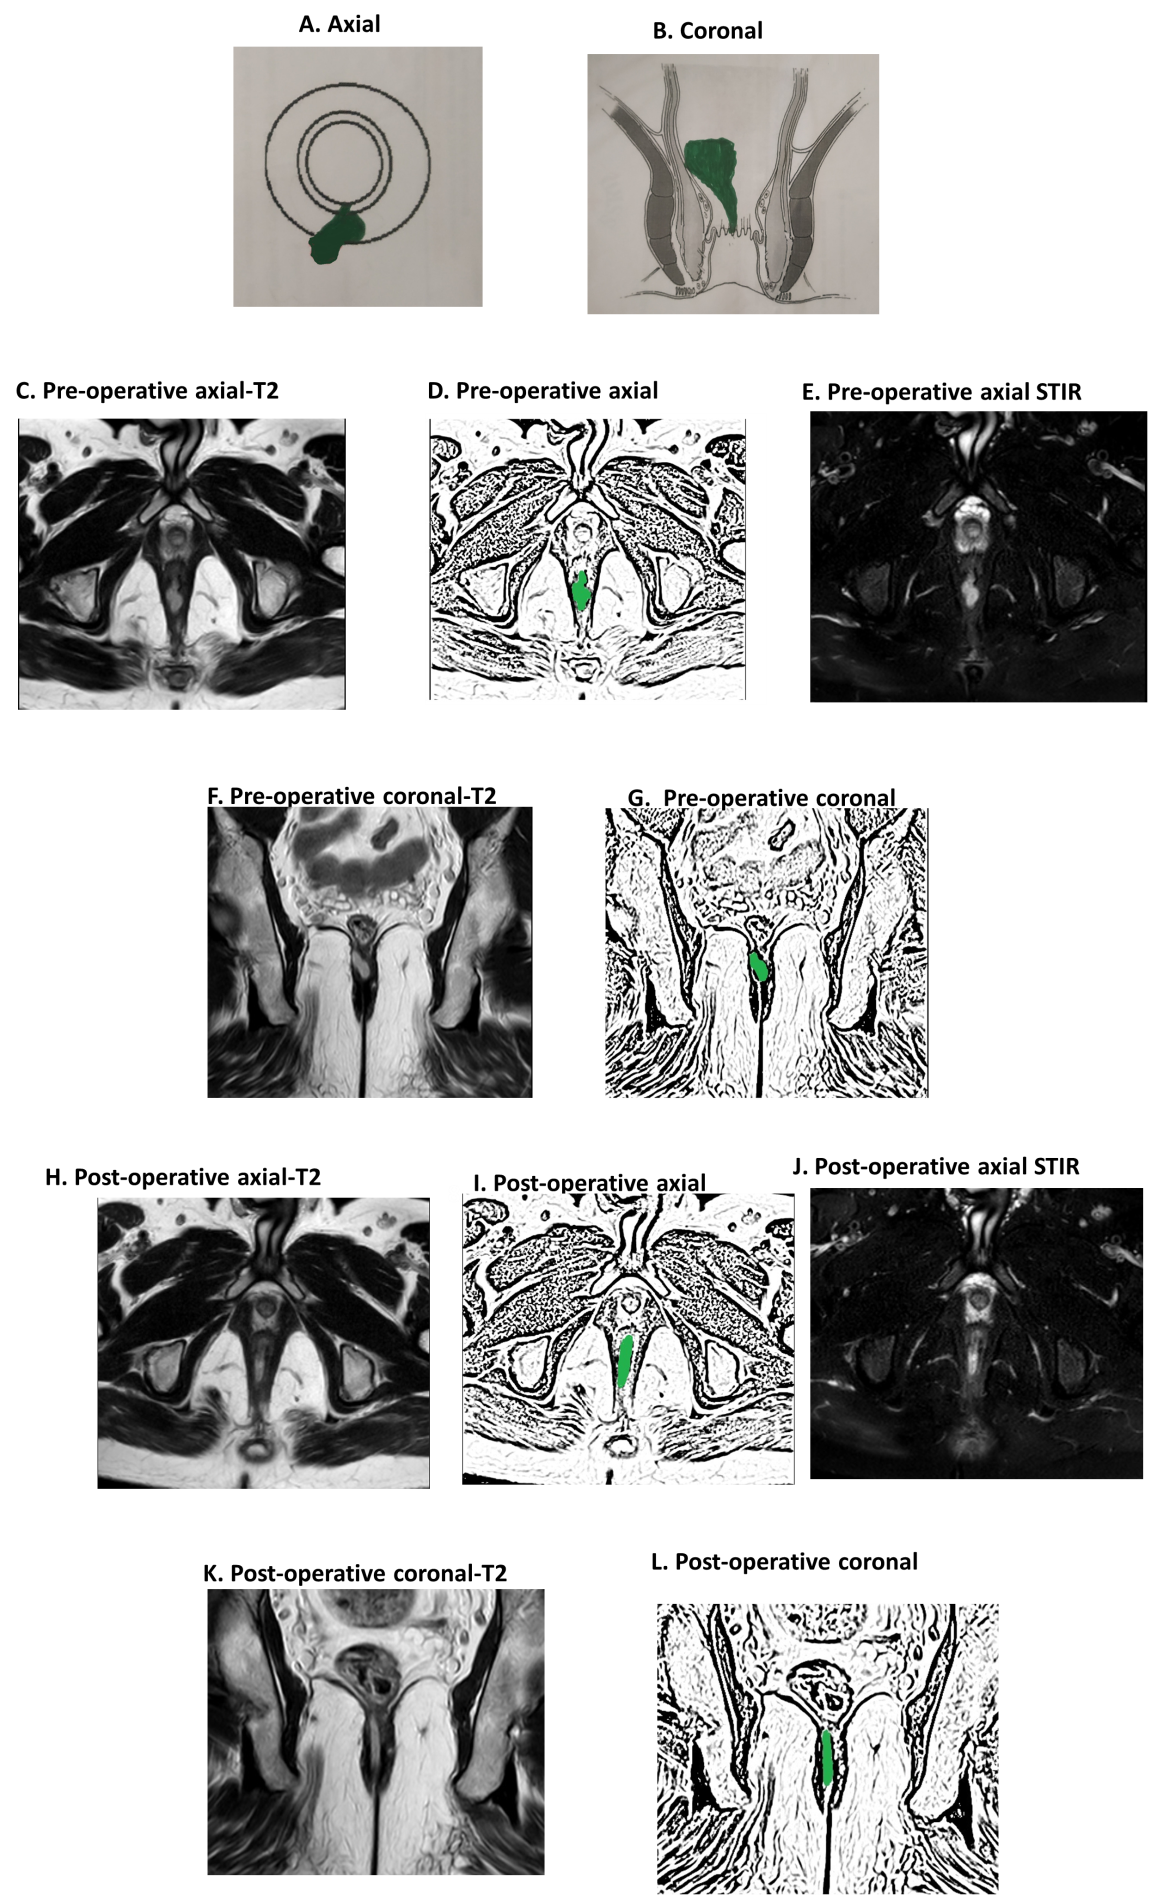 A. Axial
B. Coronal
C. Pre-operative axial-T2
D. Pre-operative axial
E. Pre-operative axial STIR
F. Pre-operative coronal-T2
G. Pre-operative coronal
H. Post-operative axial-T2
I. Post-operative axial
J. Post-operative axial STIR
K. Post-operative coronal-T2
L. Post-operative coronal